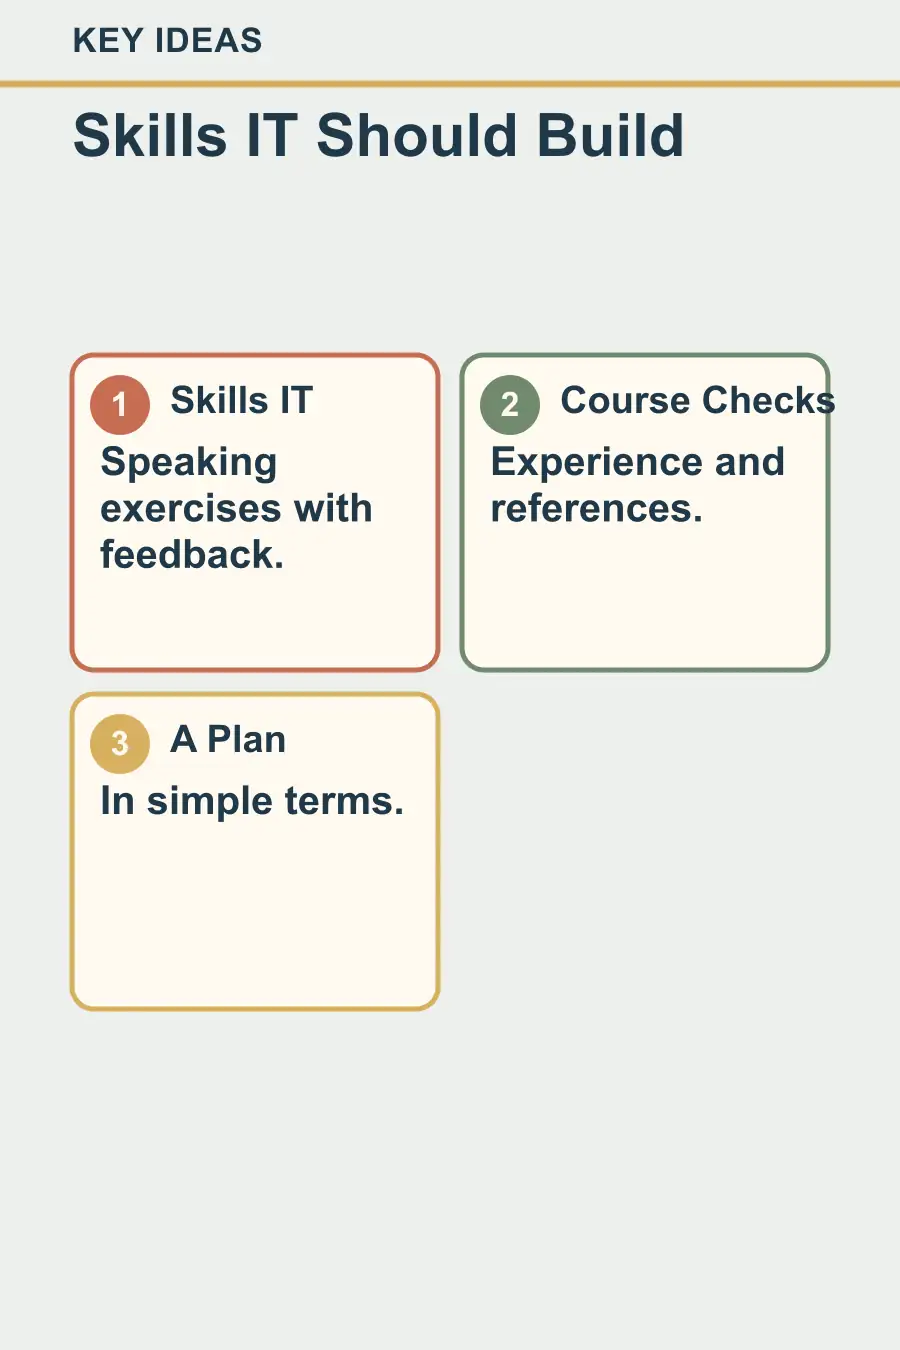 KEY IDEAS
Skills IT Should Build
1 Skills IT
Speaking
exercises with
feedback.
2 Course Checks
Experience and
references.
3 A Plan
In simple terms.